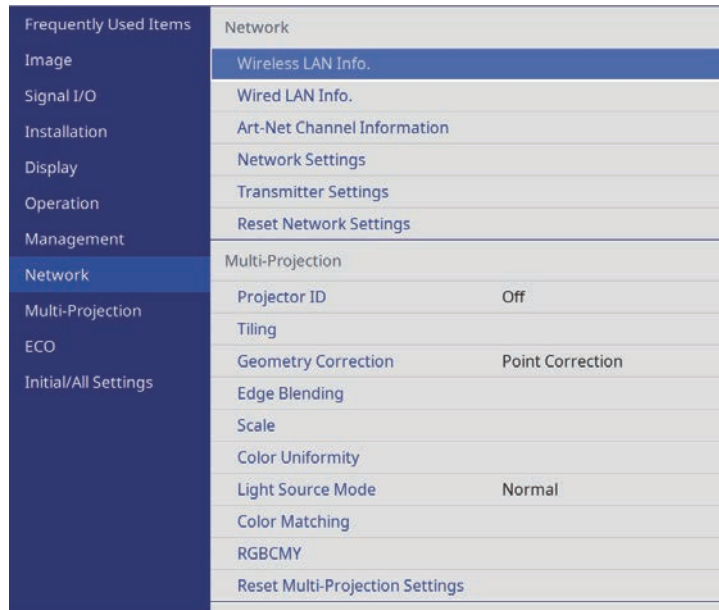 Frequently Used Items
Image
Signal I/O
Installation
Display
Operation
Management
Network
Multi-Projection
ECO
Initial/All Settings
Network
Wireless LAN Info.
Wired LAN Info.
Art-Net Channel Information
Network Settings
Transmitter Settings
Reset Network Settings
Multi-Projection
Projector ID Off
Tiling
Geometry Correction Point Correction
Edge Blending
Scale
Color Uniformity
Light Source Mode Normal
Color Matching
RGBCMY
Reset Multi-Projection Settings